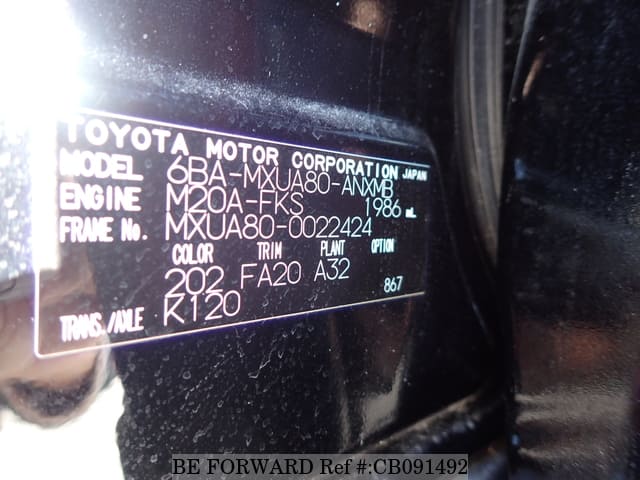 TOYOTA MOTOR CORPORATION JAPAN
MODEL 6BA-MXUA80-ANXMB
ENGINE M20A-FKS 1986 mL
FRAME No. MXUA80-0022424
COLOR TRIM PLANT OPTION
202 FA20 A32
867
TRANS./AXLE K120
BE FORWARD Ref #:CB091492